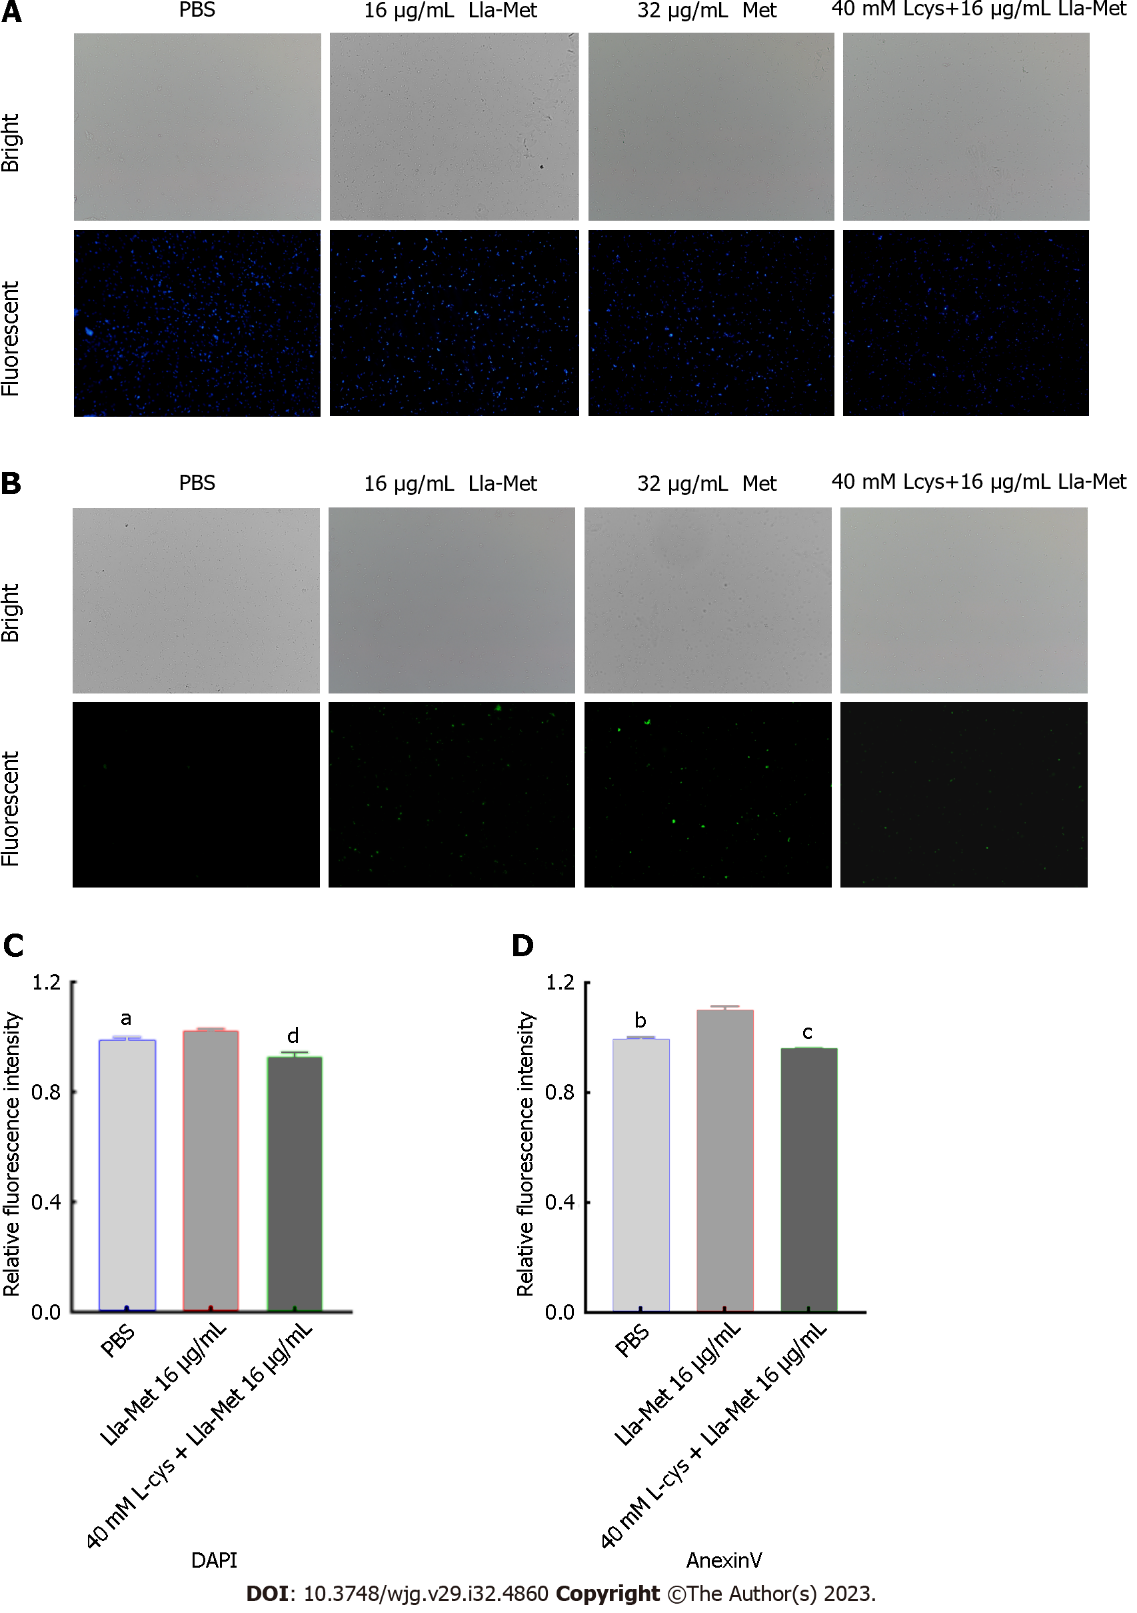 A
PBS
16 µg/mL Lla-Met
32 µg/mL Met
40 mM Lcys+16 µg/mL Lla-Met
Bright
Fluorescent
B
PBS
16 µg/mL Lla-Met
32 µg/mL Met
40 mM Lcys+16 µg/mL Lla-Met
Bright
Fluorescent
C
Relative fluorescence intensity
1.2
0.8
0.4
0.0
a
d
PBS
Lla-Met 16 µg/mL
40 mM L-cys + Lla-Met 16 µg/mL
DAPI
D
Relative fluorescence intensity
1.2
0.8
0.4
0.0
b
c
PBS
Lla-Met 16 µg/mL
40 mM L-cys + Lla-Met 16 µg/mL
AnexinV
DOI: 10.3748/wjg.v29.i32.4860 Copyright ©The Author(s) 2023.